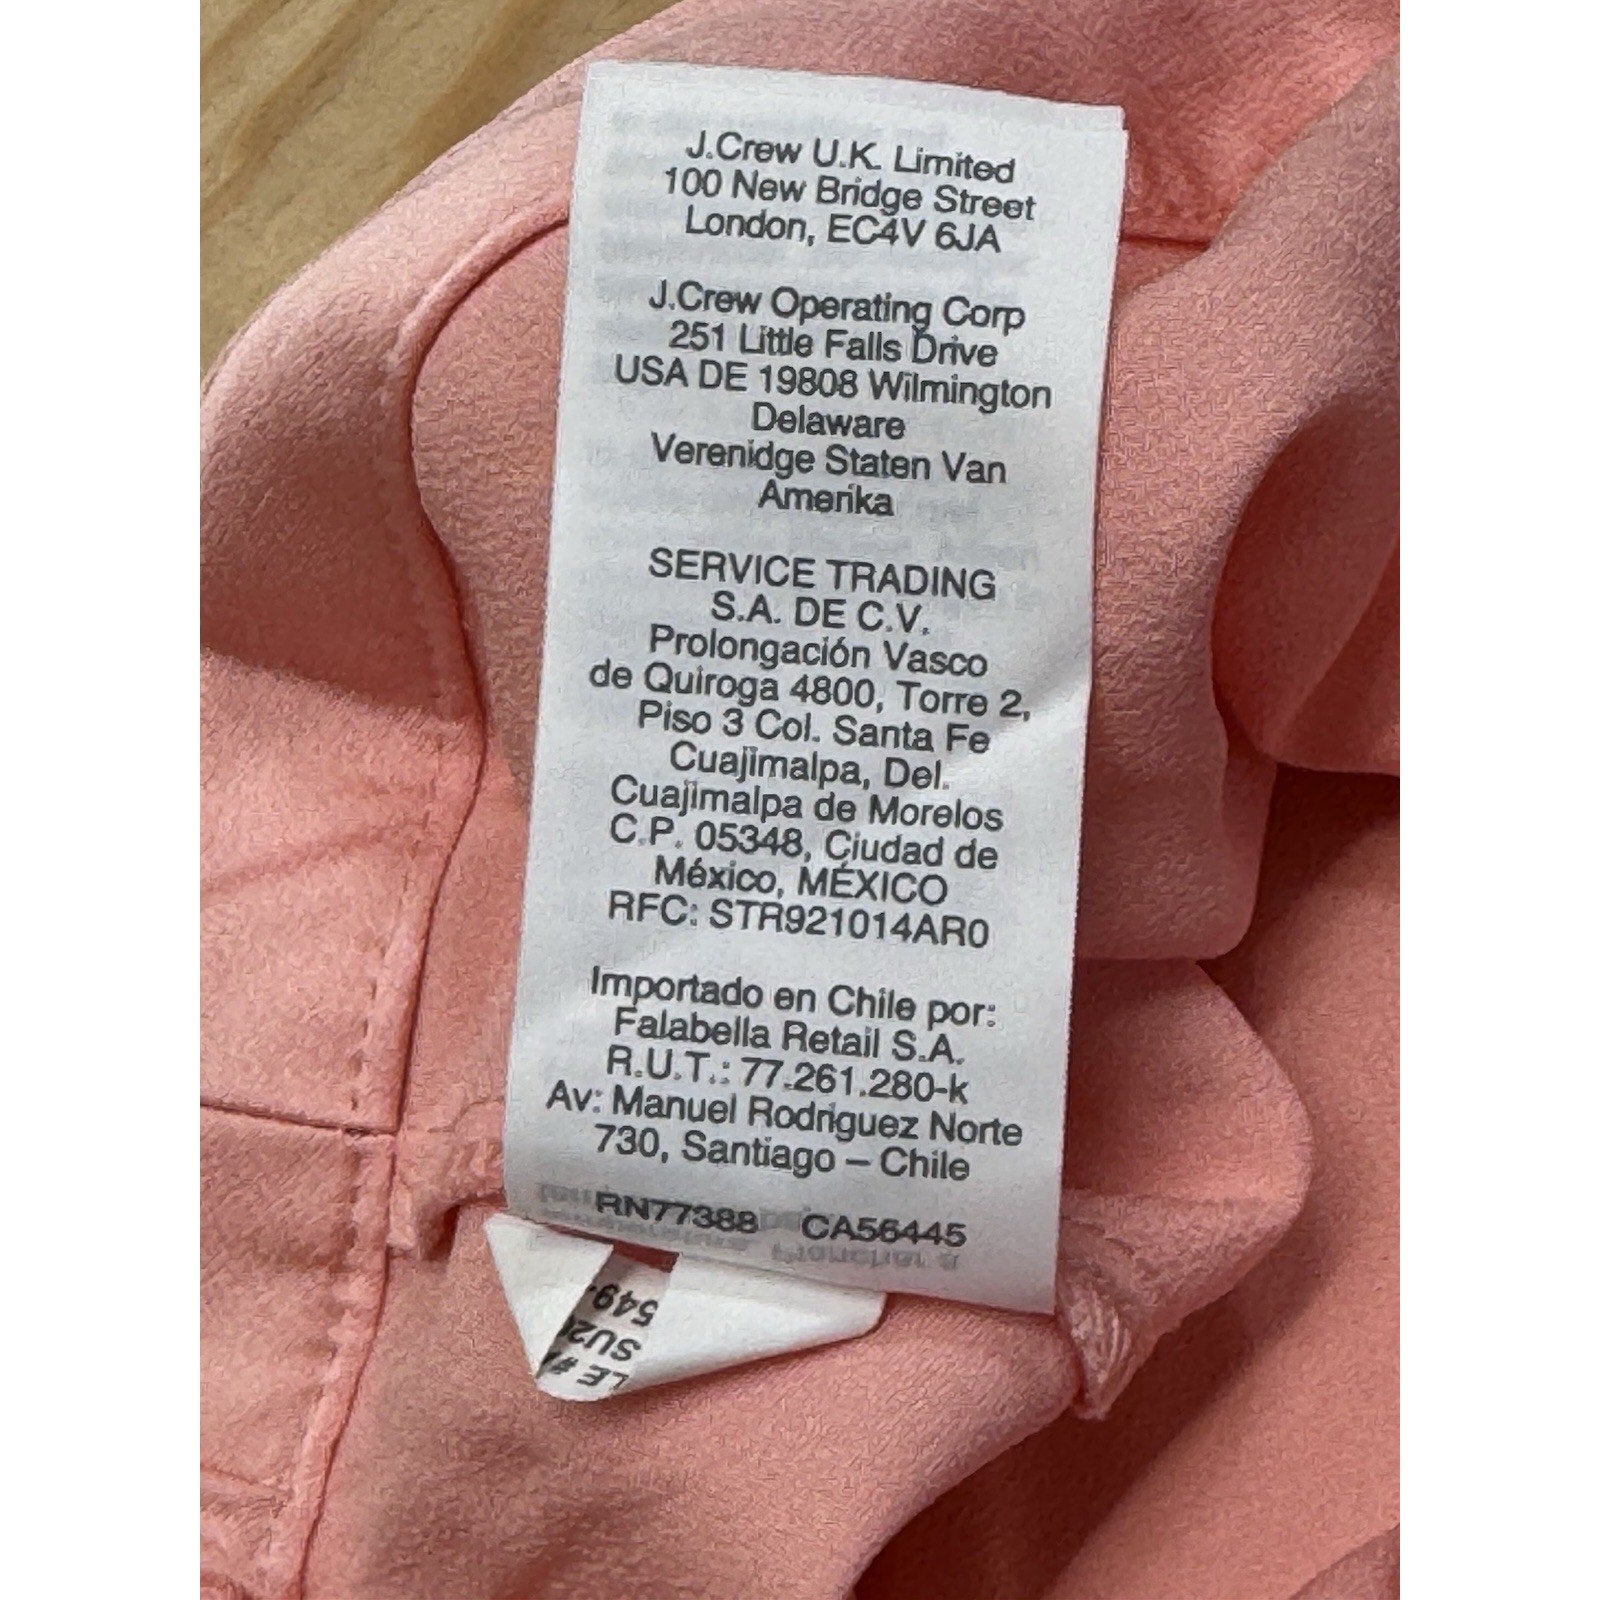 J.Crew U.K. Limited
100 New Bridge Street
London, EC4V 6JA
J.Crew Operating Corp
251 Little Falls Drive
USA DE 19808 Wilmington
Delaware
Verenidge Staten Van
Amerika
SERVICE TRADING
S.A. DE C.V.
Prolongación Vasco
de Quiroga 4800, Torre 2,
Piso 3 Col. Santa Fe
Cuajimalpa, Del.
Cuajimalpa de Morelos
C.P. 05348, Ciudad de
México, MÉXICO
RFC: STR921014AR0
Importado en Chile por:
Falabella Retail S.A.
R.U.T.: 77.261.280-k
Av: Manuel Rodriguez Norte
730, Santiago – Chile
RN77388 CA56445
LE #
SU2
549